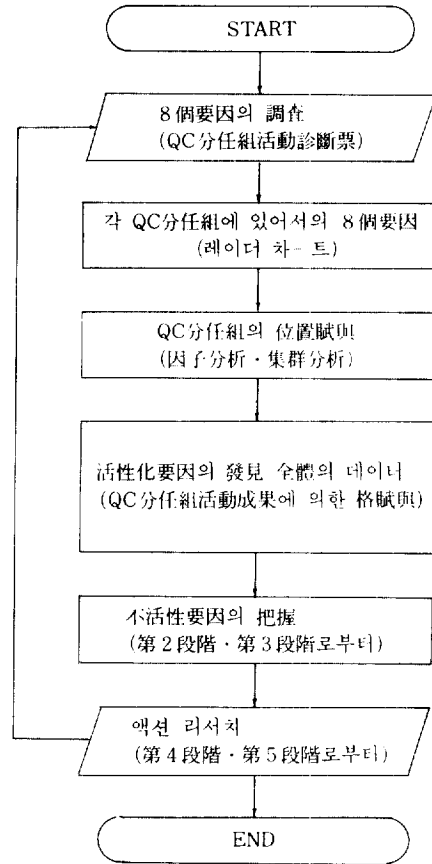 START
8個要因의 調査
(QC分任組活動診斷票)
각 QC分任組에 있어서의 8個要因
(레이더 차트)
QC分任組의 位置賦與
(因子分析·集群分析)
活性化要因의 發見 全體의 데이터
(QC分任組活動成果에 의한 格賦與)
不活性要因의 把握
(第2段階·第3段階로부터)
액션 리서치
(第4段階·第5段階로부터)
END